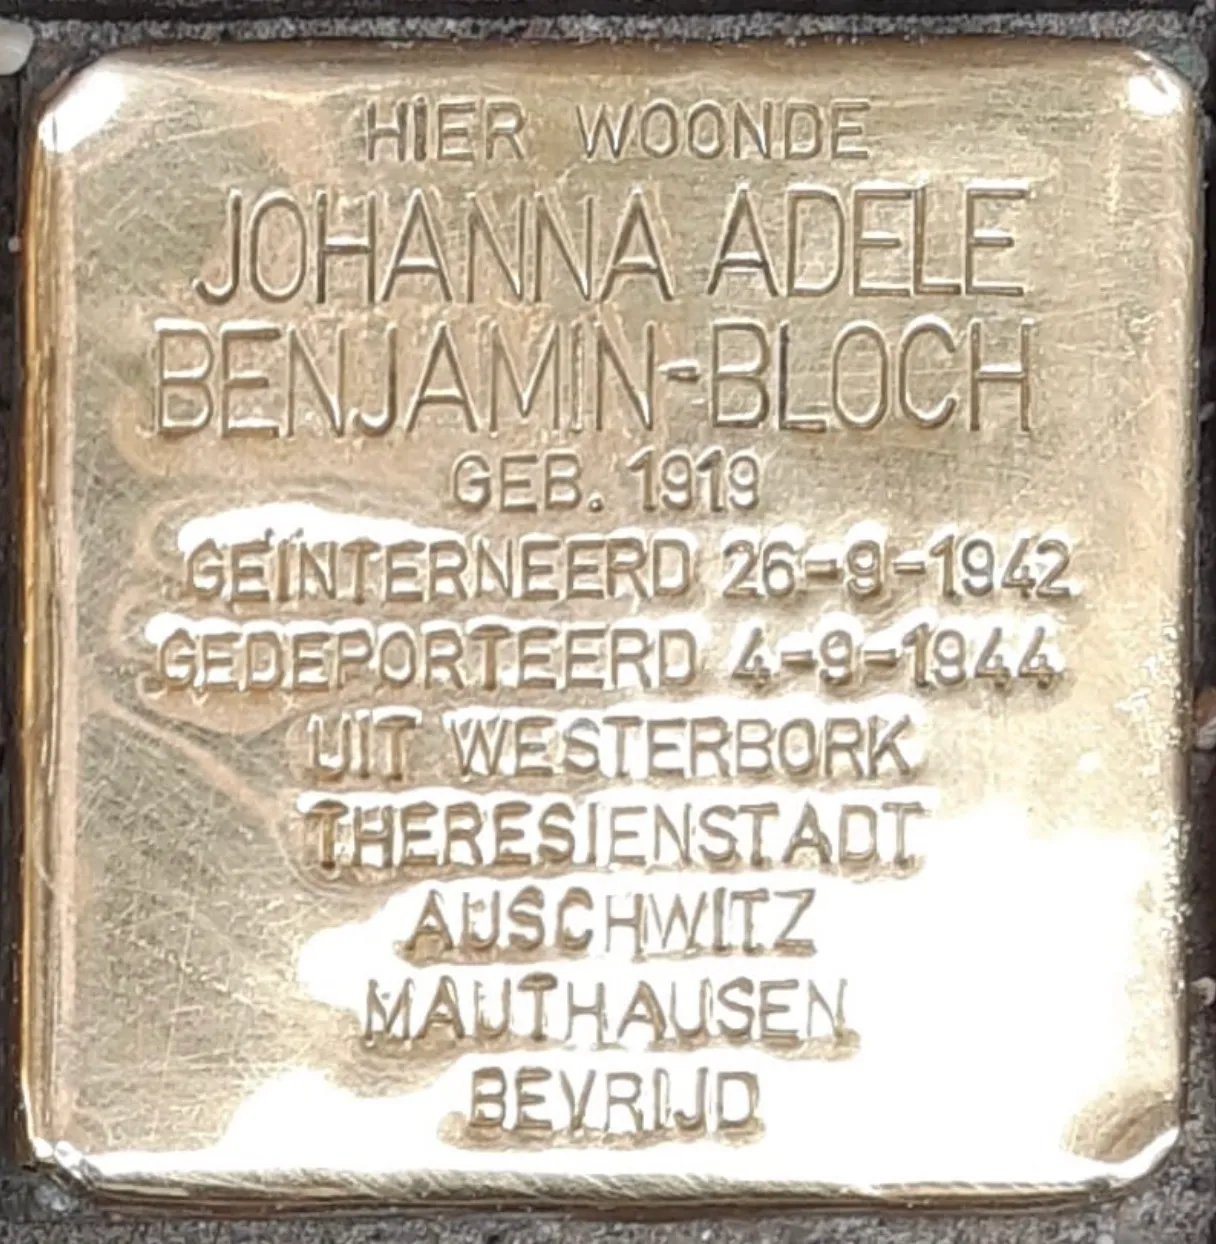 HIER WOONDE
JOHANNA ADELE
BENJAMIN-BLOCH
GEB. 1919
GEÏNTERNEERD 26-9-1942
GEDEPORTEERD 4-9-1944
UIT WESTERBORK
THERESIENSTADT
AUSCHWITZ
MAUTHAUSEN
BEVRIJD